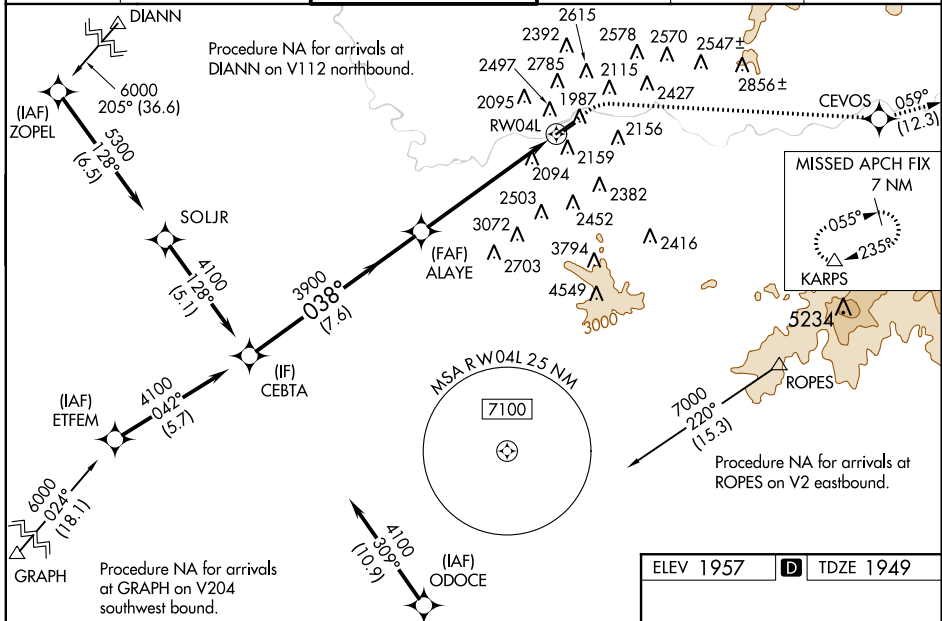 DIANN
Procedure NA for arrivals at
DIANN on V112 northbound.
6000
205° (36.6)
(IAF)
ZOPEL
5300
128°
(6.5)
SOLJR
4100
128°
(5.1)
(IF)
CEBTA
(IAF)
ETFEM
4100
042°
(5.7)
6000
024°
(18.1)
GRAPH
Procedure NA for arrivals
at GRAPH on V204
southwest bound.
3900
038°
(7.6)
(FAF)
ALAYE
RW04L
2615
2392
2578
2570
2547±
2785
2115
2497
2856±
2427
2095
1987
2156
2159
2094
2382
2503
2452
3072
2416
3794
2703
4549
3000
CEVOS
059°
(12.3)
MISSED APCH FIX
7 NM
055°
235°
KARPS
5234
ROPES
7000
220°
(15.3)
Procedure NA for arrivals at
ROPES on V2 eastbound.
MSA RW04L 25 NM
7100
4100
309°
(10.9)
(IAF)
ODOCE
ELEV 1957 D TDZE 1949